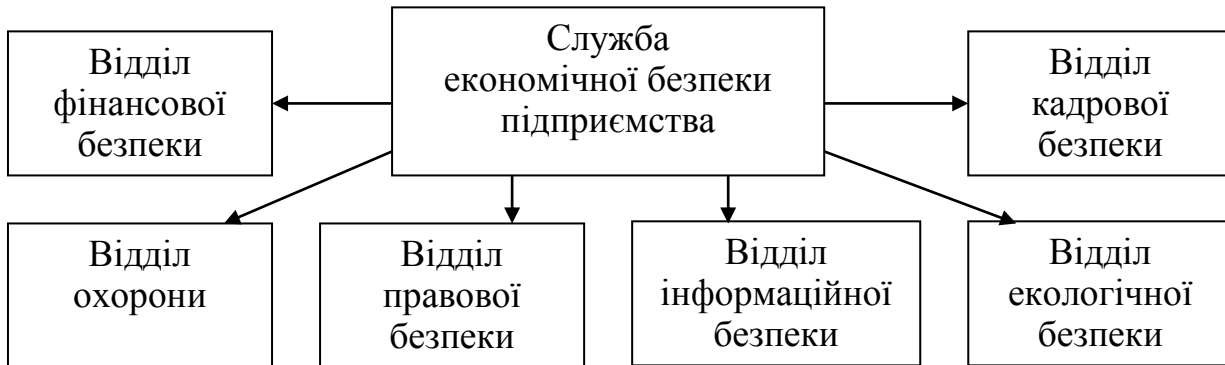 Служба
економічної безпеки
підприємства
Відділ
фінансової
безпеки
Відділ
кадрової
безпеки
Відділ
охорони
Відділ
правової
безпеки
Відділ
інформаційної
безпеки
Відділ
екологічної
безпеки